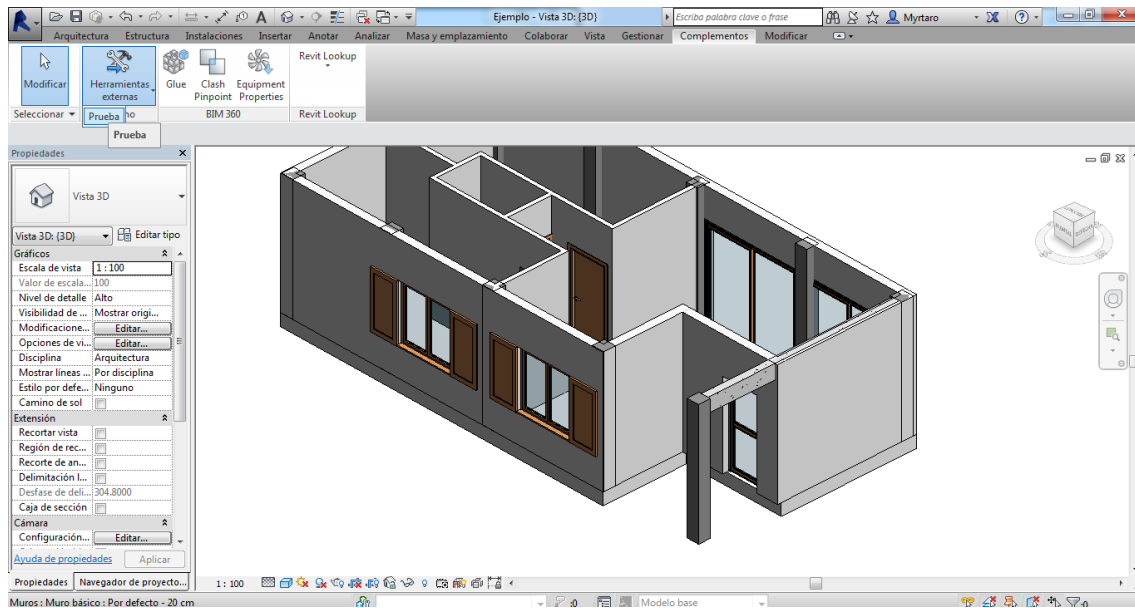 Ejemplo - Vista 3D: {3D}
Escriba palabra clave o frase
Myrtaro
Arquitectura Estructura Instalaciones Insertar Anotar Analizar Masa y emplazamiento Colaborar Vista Gestionar Complementos Modificar
Modificar
Herramientas externas
Glue
Clash Pinpoint
Equipment Properties
Revit Lookup
Seleccionar
Prueba
BIM 360
Revit Lookup
Prueba
Propiedades
Vista 3D
Vista 3D: {3D} Editar tipo
Gráficos
Escala de vista 1 : 100
Valor de escala... 100
Nivel de detalle Alto
Visibilidad de ... Mostrar origi...
Modificacione... Editar...
Opciones de vi... Editar...
Disciplina Arquitectura
Mostrar líneas ... Por disciplina
Estilo por defe... Ninguno
Camino de sol
Extensión
Recortar vista
Región de rec...
Recorte de an...
Delimitación l...
Desfase de deli... 304.8000
Caja de sección
Cámara
Configuración... Editar...
Ayuda de propiedades Aplicar
Propiedades Navegador de proyecto...
1 : 100
Muros : Muro básico : Por defecto - 20 cm
:0
Modelo base
:0